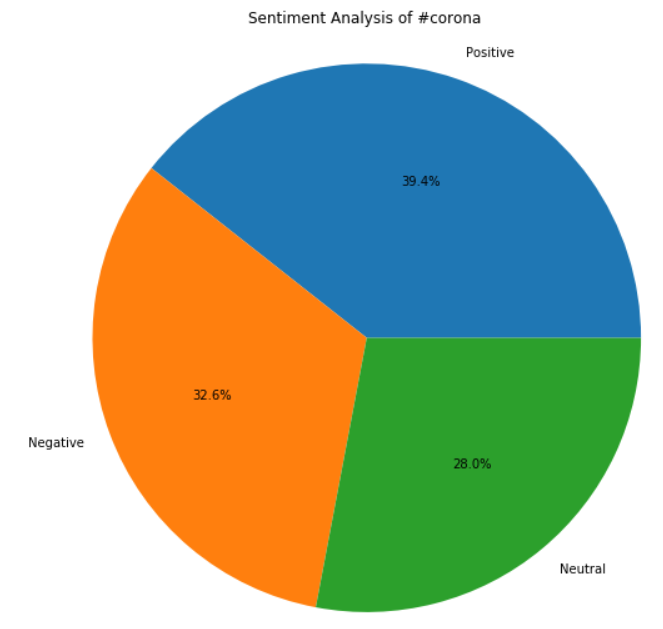 Sentiment Analysis of #corona
Positive
39.4%
32.6%
Negative
28.0%
Neutral